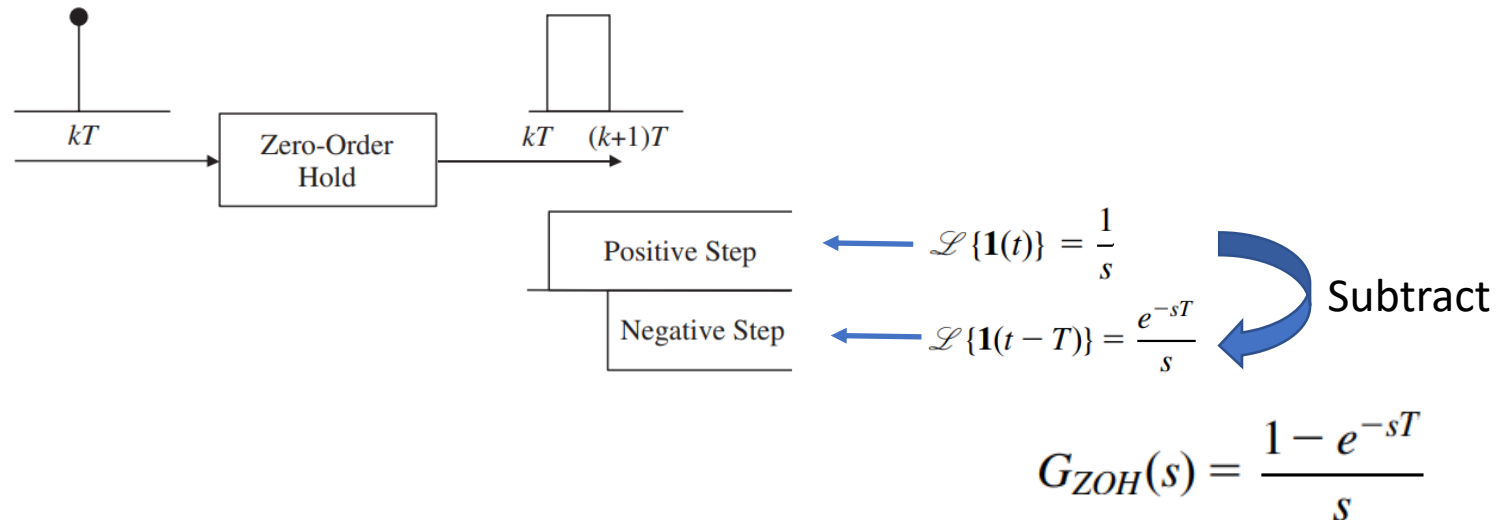 kT
Zero-Order
Hold
kT (k+1)T
Positive Step
ℒ{𝟏(t)} = 1/s
Subtract
Negative Step
ℒ{𝟏(t − T)} = e^{−sT}/s
G_{ZOH}(s) = (1 − e^{−sT})/s